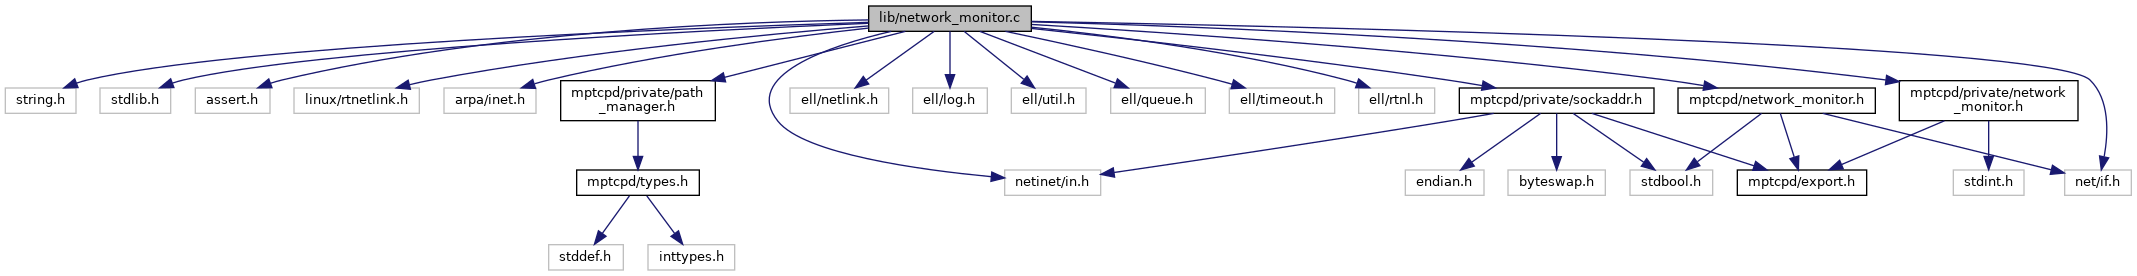 lib/network_monitor.c
string.h
stdlib.h
assert.h
linux/rtnetlink.h
arpa/inet.h
mptcpd/private/path
_manager.h
ell/netlink.h
ell/log.h
ell/util.h
ell/queue.h
ell/timeout.h
ell/rtnl.h
mptcpd/private/sockaddr.h
mptcpd/network_monitor.h
mptcpd/private/network
_monitor.h
mptcpd/types.h
netinet/in.h
endian.h
byteswap.h
stdbool.h
mptcpd/export.h
stdint.h
net/if.h
stddef.h
inttypes.h